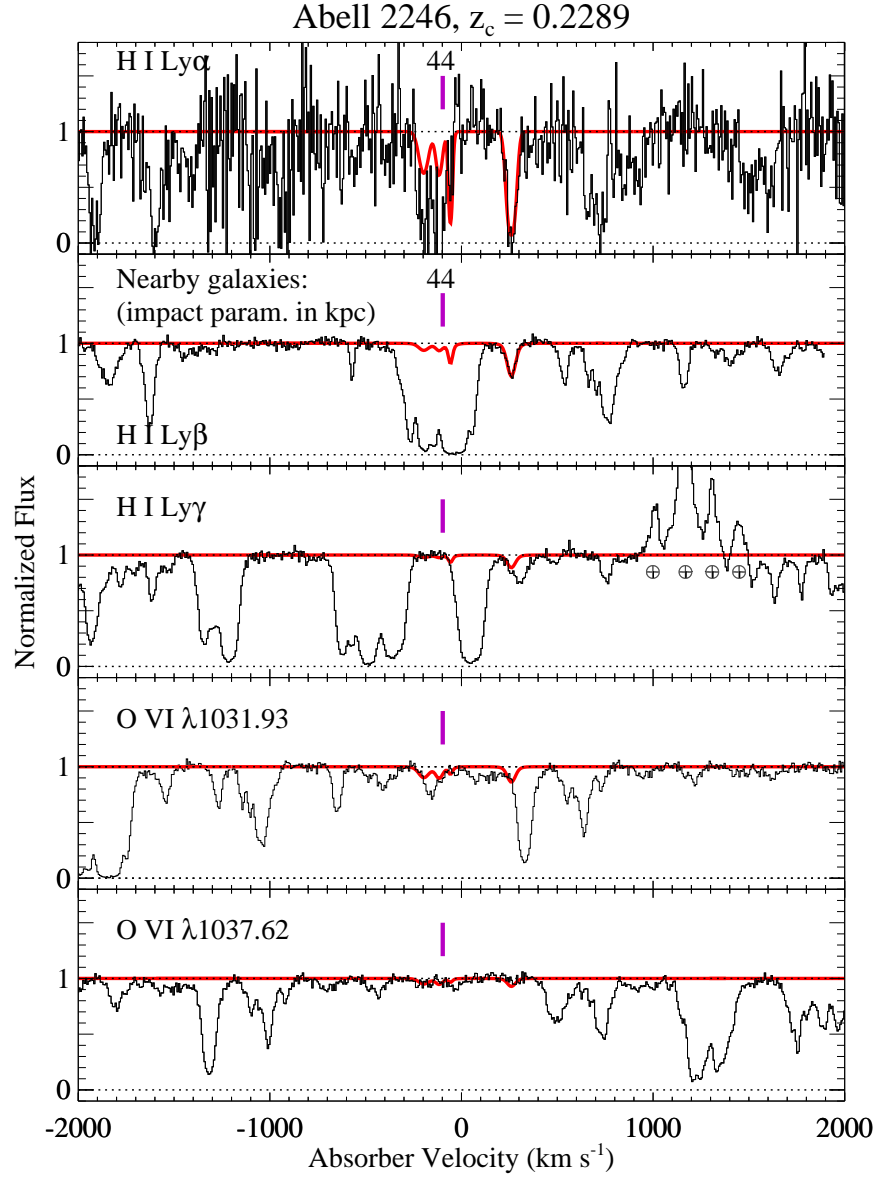 Abell 2246, z_c = 0.2289
H I Lyα
44
1
0
Nearby galaxies:
(impact param. in kpc)
44
1
H I Lyβ
0
H I Lyγ
1
⊕ ⊕ ⊕ ⊕
0
O VI λ1031.93
1
0
O VI λ1037.62
1
0
Normalized Flux
-2000 -1000 0 1000 2000
Absorber Velocity (km s⁻¹)